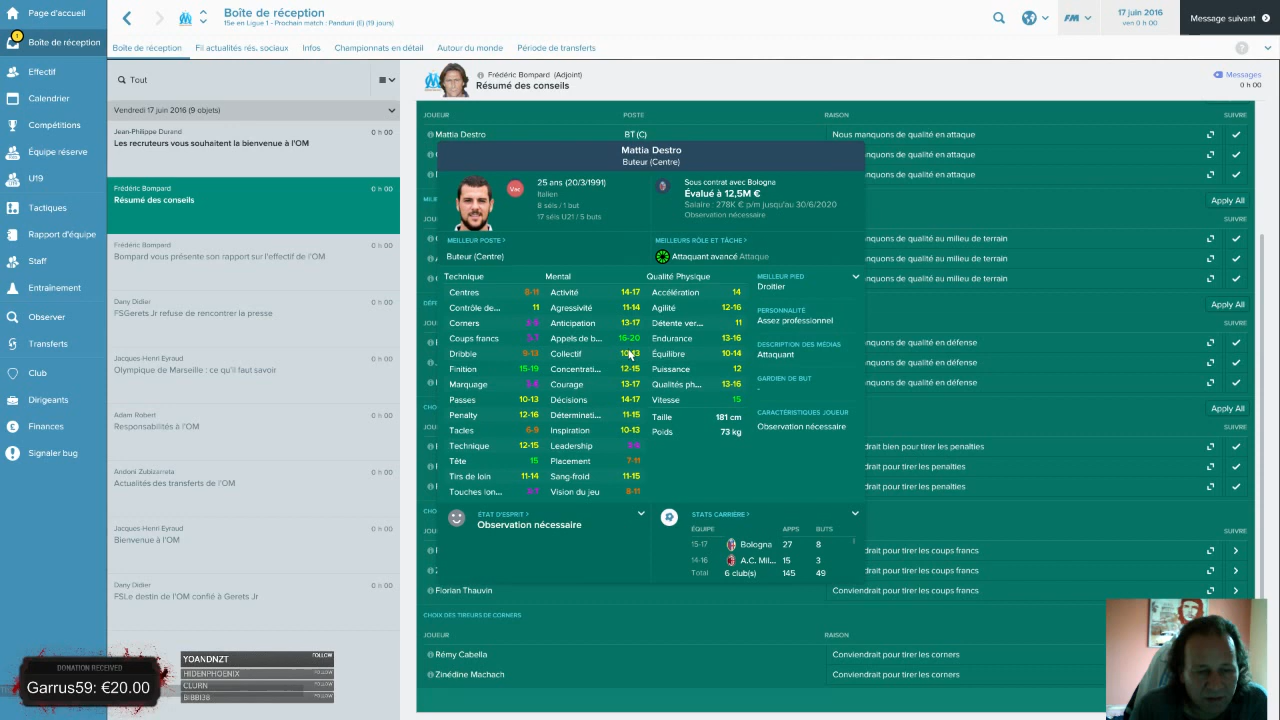 Page d'accueil
Boîte de réception
15e en Ligue 1 - Prochain match : Panduni (E) (19 jours)
FM
17 juin 2016
ven 0 h 00
Message suivant
1
Boîte de réception
Boîte de réception
Fil actualités rés. sociaux
Infos
Championnats en détail
Autour du monde
Période de transferts
Effectif
Calendrier
Compétitions
Équipe réserve
U19
Tactiques
Rapport d'équipe
Staff
Entraînement
Observer
Transferts
Club
Dirigeants
Finances
Signaler bug
Tout
Vendredi 17 juin 2016 (9 objets)
Jean-Philippe Durand 0 h 00
Les recruteurs vous souhaitent la bienvenue à l'OM
Frédéric Bompard 0 h 00
Résumé des conseils
Frédéric Bompard 0 h 00
Bompard vous présente son rapport sur l'effectif de l'OM
Dany Didier 0 h 00
FSGerets Jr refuse de rencontrer la presse
Jacques-Henri Eyraud 0 h 00
Olympique de Marseille : ce qu'il faut savoir
Adam Robert 0 h 00
Responsabilités à l'OM
Andoni Zubizarreta 0 h 00
Actualités des transferts de l'OM
Jacques-Henri Eyraud 0 h 00
Bienvenue à l'OM
Dany Didier 0 h 00
FSLe destin de l'OM confié à Gerets Jr
Frédéric Bompard (Adjoint)
Résumé des conseils
Messages
0 h 00
JOUEUR POSTE RAISON SUIVRE
Mattia Destro BT (C) Nous manquons de qualité en attaque
anquons de qualité en attaque
anquons de qualité en attaque
Apply All
SUIVRE
anquons de qualité au milieu de terrain
anquons de qualité au milieu de terrain
anquons de qualité au milieu de terrain
Apply All
SUIVRE
anquons de qualité en défense
anquons de qualité en défense
anquons de qualité en défense
Apply All
SUIVRE
drait bien pour tirer les penalties
drait pour tirer les penalties
drait pour tirer les penalties
SUIVRE
drait pour tirer les coups francs
drait pour tirer les coups francs
Florian Thauvin Conviendrait pour tirer les coups francs
CHOIX DES TIREURS DE CORNERS
JOUEUR RAISON
Rémy Cabella Conviendrait pour tirer les corners
Zinédine Machach Conviendrait pour tirer les corners
Mattia Destro
Buteur (Centre)
Vac
25 ans (20/3/1991)
Italien
8 séls / 1 but
17 séls U21 / 5 buts
Sous contrat avec Bologna
Évalué à 12,5M €
Salaire : 278K € p/m jusqu'au 30/6/2020
Observation nécessaire
MEILLEUR POSTE >
Buteur (Centre)
MEILLEURS RÔLE ET TÂCHE >
Attaquant avancé Attaque
Technique Mental Qualité Physique
Centres 8-11 Activité 14-17 Accélération 14
Contrôle de... 11 Agressivité 11-14 Agilité 12-16
Corners Anticipation 13-17 Détente ver... 11
Coups francs Appels de b... 16-20 Endurance 13-16
Dribble 9-13 Collectif Équilibre 10-14
Finition 15-19 Concentrati... 12-15 Puissance 12
Marquage Courage 13-17 Qualités ph... 13-16
Passes 10-13 Décisions 14-17 Vitesse 15
Penalty 12-16 Déterminati... 11-15 Taille 181 cm
Tacles 6-9 Inspiration 10-13 Poids 73 kg
Technique 12-15 Leadership
Tête 15 Placement 7-11
Tirs de loin 11-14 Sang-froid 11-15
Touches lon... Vision du jeu 8-11
MEILLEUR PIED
Droitier
PERSONNALITÉ
Assez professionnel
DESCRIPTION DES MÉDIAS
Attaquant
GARDIEN DE BUT
-
CARACTÉRISTIQUES JOUEUR
Observation nécessaire
ÉTAT D'ESPRIT >
Observation nécessaire
STATS CARRIÈRE >
ÉQUIPE APPS BUTS
15-17 Bologna 27 8
14-16 A.C. Mil... 15 3
Total 6 club(s) 145 49
DONATION RECEIVED
Garrus59: €20.00
YOANDNZT FOLLOW
HIDENPHOENIX FOLLOW
CLURN FOLLOW
BIBBI38 FOLLOW